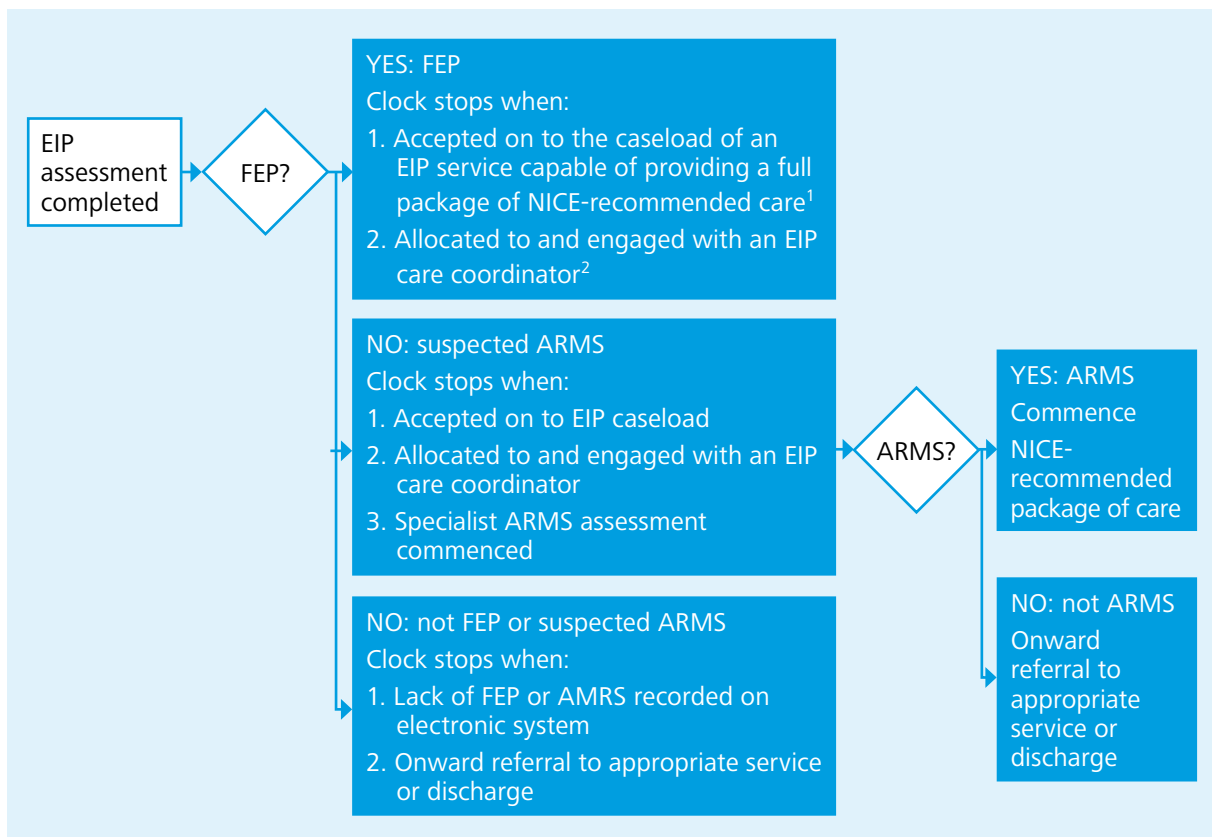 EIP
assessment
completed
FEP?
YES: FEP
Clock stops when:
1. Accepted on to the caseload of an
EIP service capable of providing a full
package of NICE-recommended care1
2. Allocated to and engaged with an EIP
care coordinator2
NO: suspected ARMS
Clock stops when:
1. Accepted on to EIP caseload
2. Allocated to and engaged with an EIP
care coordinator
3. Specialist ARMS assessment
commenced
ARMS?
YES: ARMS
Commence
NICE-
recommended
package of care
NO: not ARMS
Onward
referral to
appropriate
service or
discharge
NO: not FEP or suspected ARMS
Clock stops when:
1. Lack of FEP or AMRS recorded on
electronic system
2. Onward referral to appropriate service
or discharge